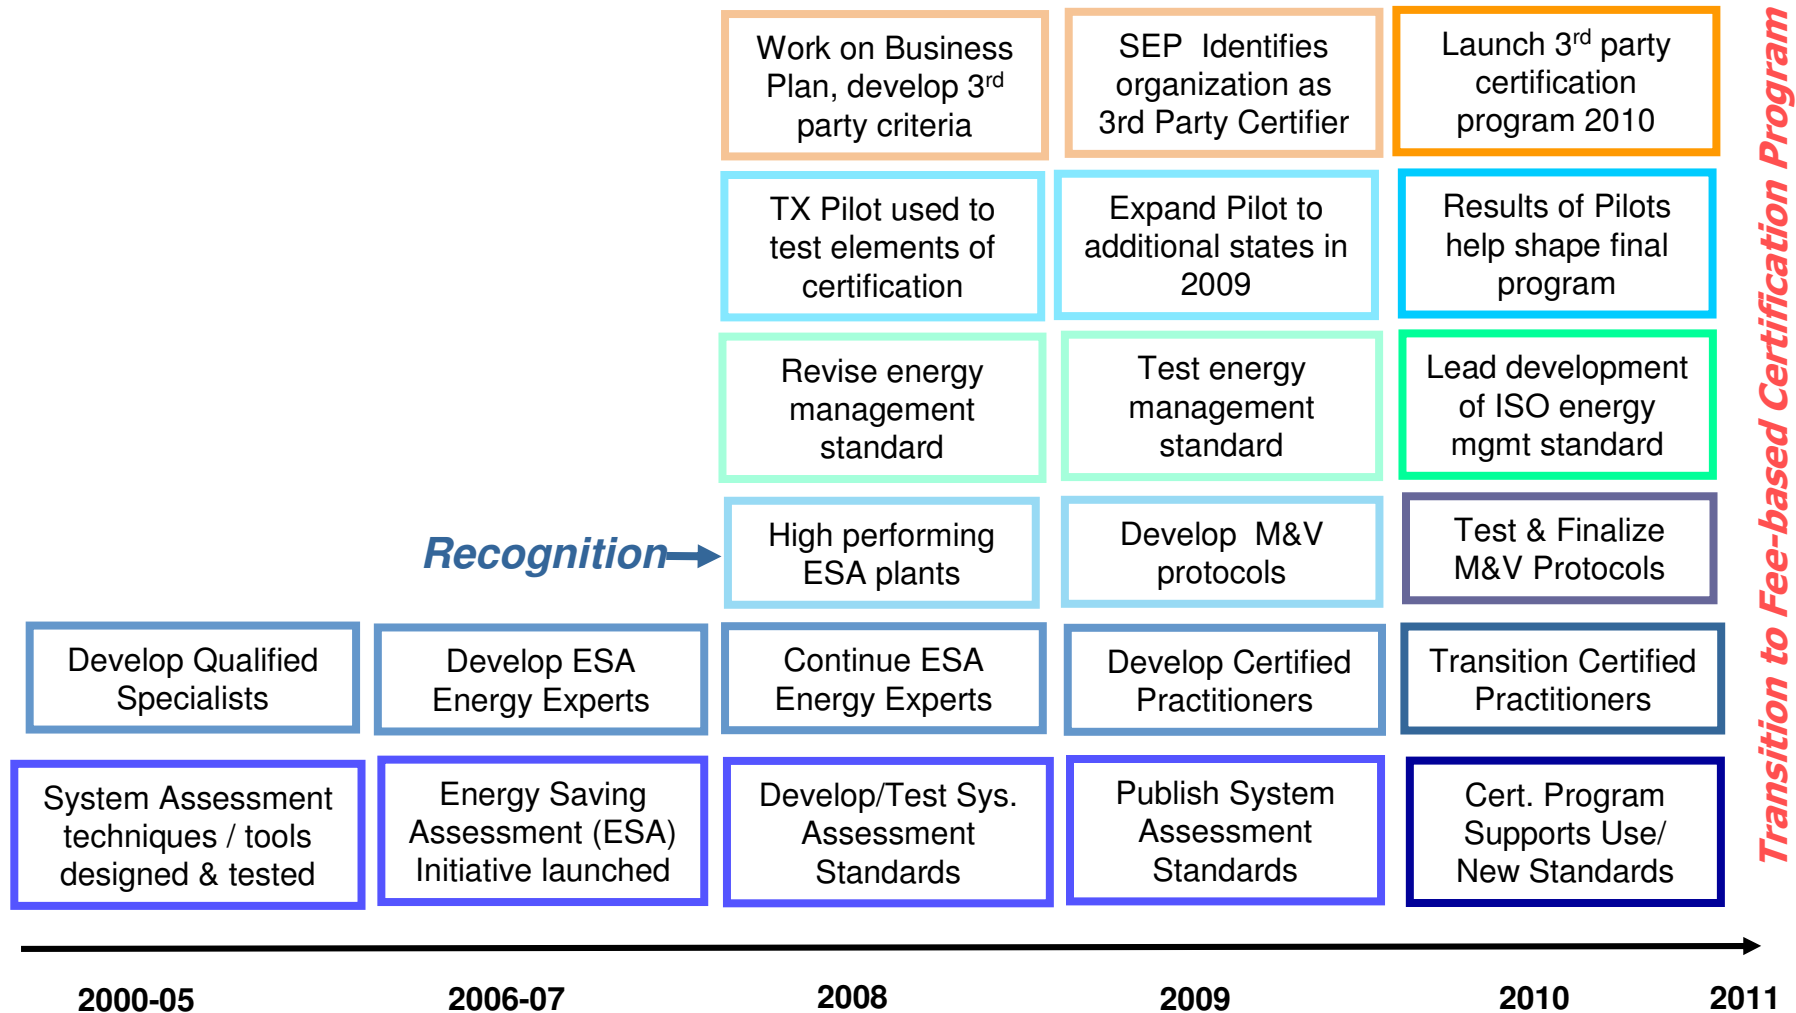 Work on Business
Plan, develop 3rd
party criteria
SEP  Identifies
organization as
3rd Party Certifier
Launch 3rd party
certification
program 2010
TX Pilot used to
test elements of
certification
Expand Pilot to
additional states in
2009
Results of Pilots
help shape final
program
Revise energy
management
standard
Test energy
management
standard
Lead development
of ISO energy
mgmt standard
Recognition
High performing
ESA plants
Develop  M&V
protocols
Test & Finalize
M&V Protocols
Develop Qualified
Specialists
Develop ESA
Energy Experts
Continue ESA
Energy Experts
Develop Certified
Practitioners
Transition Certified
Practitioners
System Assessment
techniques / tools
designed & tested
Energy Saving
Assessment (ESA)
Initiative launched
Develop/Test Sys.
Assessment
Standards
Publish System
Assessment
Standards
Cert. Program
Supports Use/
New Standards
Transition to Fee-based Certification Program
2000-05
2006-07
2008
2009
2010
2011